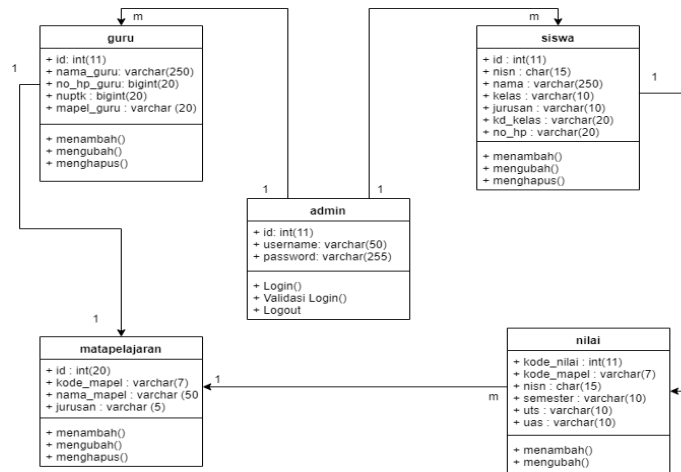 m
m
guru
+ id: int(11)
+ nama_guru: varchar(250)
+ no_hp_guru: bigint(20)
+ nuptk : bigint(20)
+ mapel_guru : varchar (20)
+ menambah()
+ mengubah()
+ menghapus()
1
siswa
+ id : int(11)
+ nisn : char(15)
+ nama : varchar(250)
+ kelas : varchar(10)
+ jurusan : varchar(10)
+ kd_kelas : varchar(20)
+ no_hp : varchar(20)
+ menambah()
+ mengubah()
+ menghapus()
1
1
1
admin
+ id: int(11)
+ username: varchar(50)
+ password: varchar(255)
+ Login()
+ Validasi Login()
+ Logout
1
matapelajaran
+ id : int(20)
+ kode_mapel : varchar(7)
+ nama_mapel : varchar (50
+ jurusan : varchar (5)
+ menambah()
+ mengubah()
+ menghapus()
1
m
nilai
+ kode_nilai : int(11)
+ kode_mapel : varchar(7)
+ nisn : char(15)
+ semester : varchar(10)
+ uts : varchar(10)
+ uas : varchar(10)
+ menambah()
+ mengubah()
m